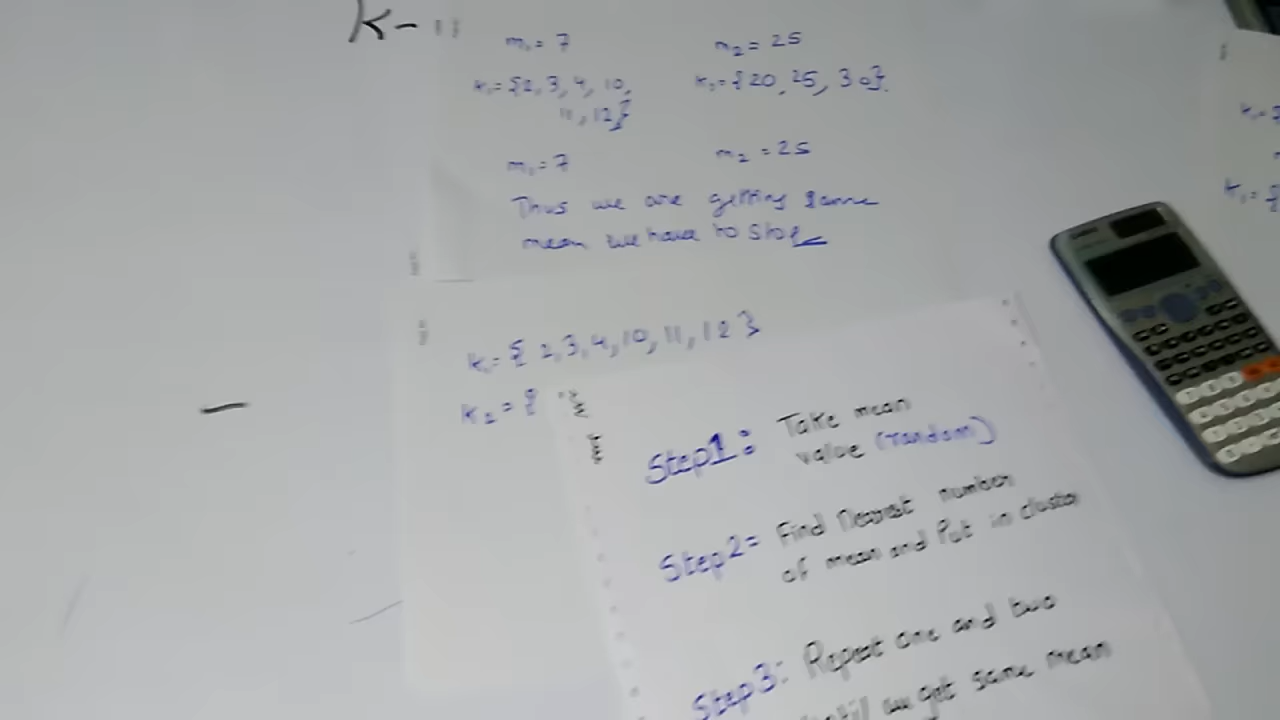 K-
m₁ = 7
m₂ = 25
k₁ = {2, 3, 4, 10,
11, 12}
k₂ = {20, 25, 30}.
m₁ = 7
m₂ = 25
Thus we are getting same
mean we have to stop
k₁ = { 2, 3, 4, 10, 11, 12 }
k₂ = {
Step1: Take mean
value (random)
Step2= Find Nearest number
of mean and Put in cluster
Step3: Repeat one and two
we get same mean